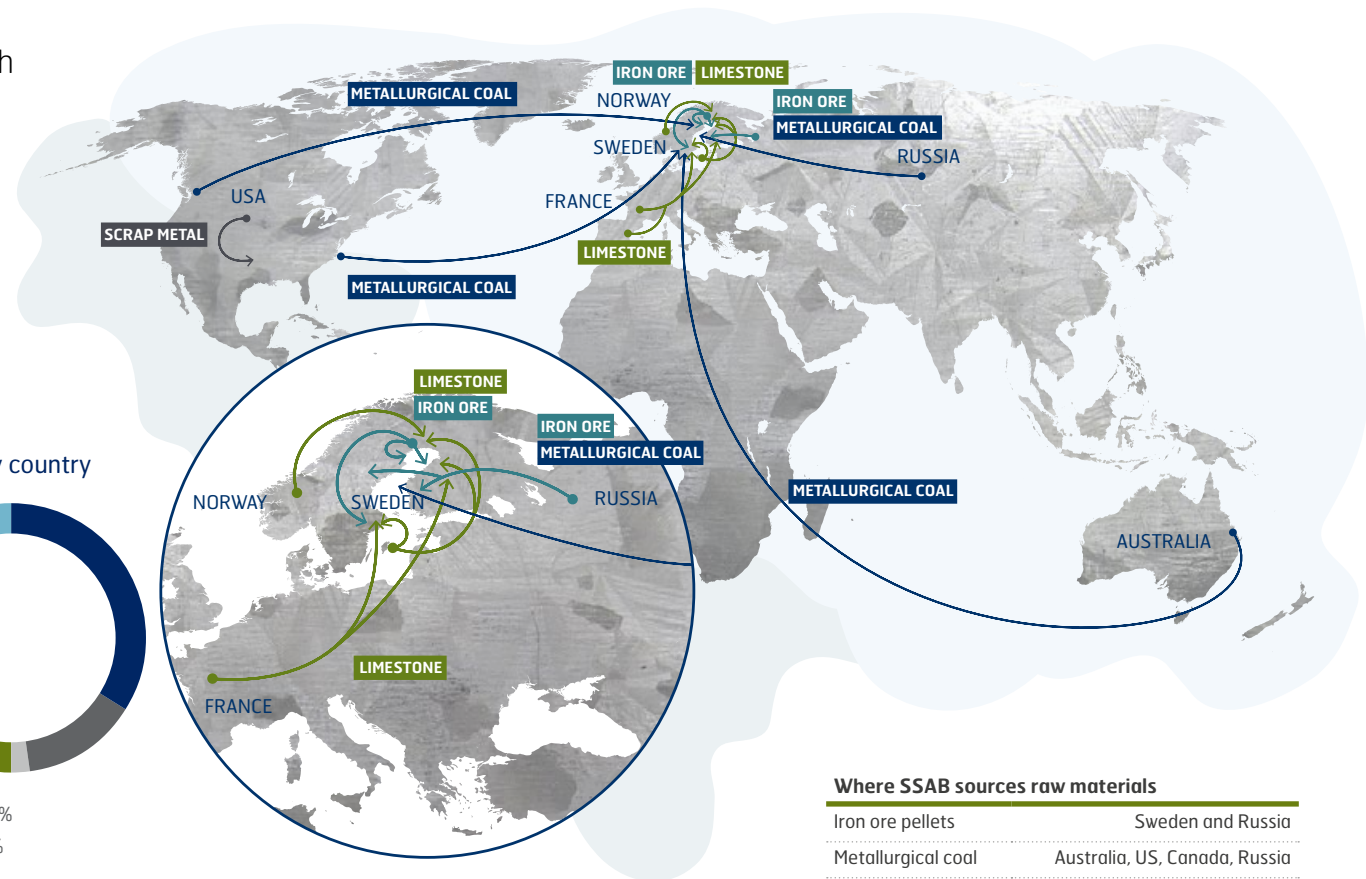 h
IRON ORE LIMESTONE
METALLURGICAL COAL
NORWAY
IRON ORE
METALLURGICAL COAL
SWEDEN
RUSSIA
USA
FRANCE
SCRAP METAL
LIMESTONE
METALLURGICAL COAL
LIMESTONE
IRON ORE
IRON ORE
METALLURGICAL COAL
y country
METALLURGICAL COAL
NORWAY
SWEDEN
RUSSIA
AUSTRALIA
LIMESTONE
FRANCE
Where SSAB sources raw materials
%
Iron ore pellets Sweden and Russia
%
Metallurgical coal Australia, US, Canada, Russia